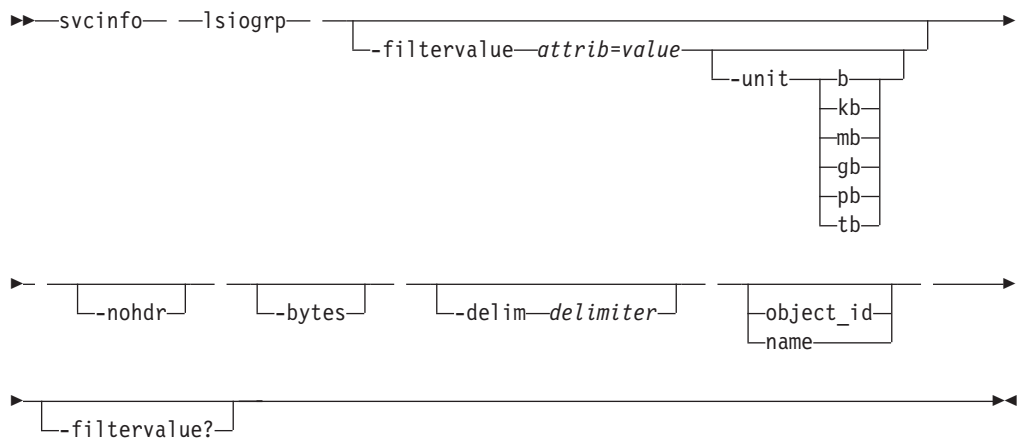 svcinfo lsiogrp
-filtervalue attrib=value
-unit b
kb
mb
gb
pb
tb
-nohdr -bytes -delim delimiter object_id
name
-filtervalue?